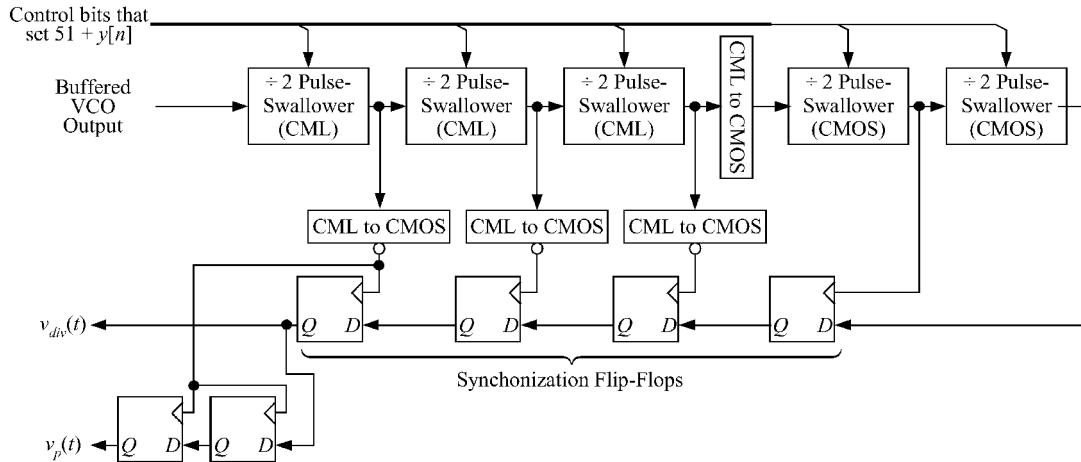 Control bits that
set 51 + y[n]
Buffered
VCO
Output
÷ 2 Pulse-
Swallower
(CML)
÷ 2 Pulse-
Swallower
(CML)
÷ 2 Pulse-
Swallower
(CML)
CML to CMOS
÷ 2 Pulse-
Swallower
(CMOS)
÷ 2 Pulse-
Swallower
(CMOS)
CML to CMOS
CML to CMOS
CML to CMOS
v_div(t)
Q D
Q D
Q D
Q D
Synchonization Flip-Flops
v_p(t)
Q D
Q D